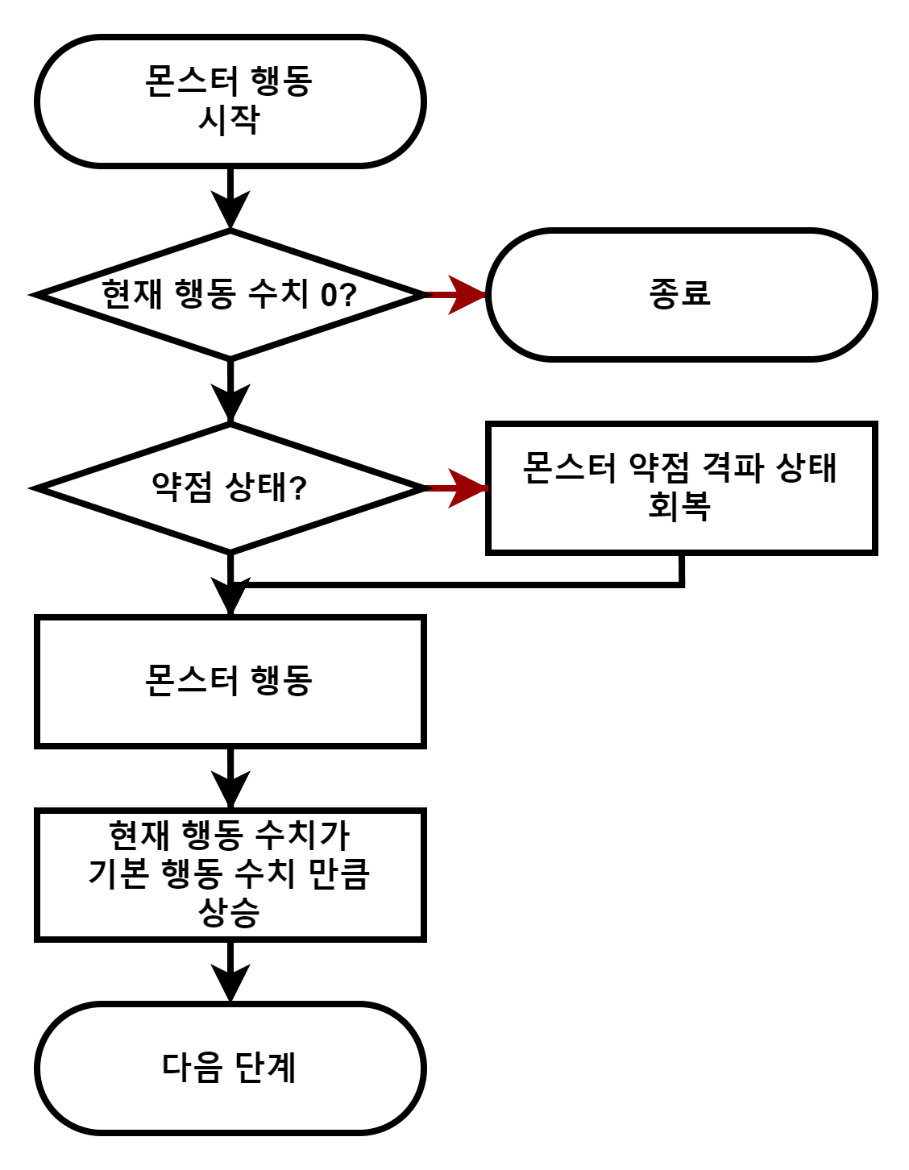 몬스터 행동
시작
현재 행동 수치 0?
종료
약점 상태?
몬스터 약점 격파 상태
회복
몬스터 행동
현재 행동 수치가
기본 행동 수치 만큼
상승
다음 단계